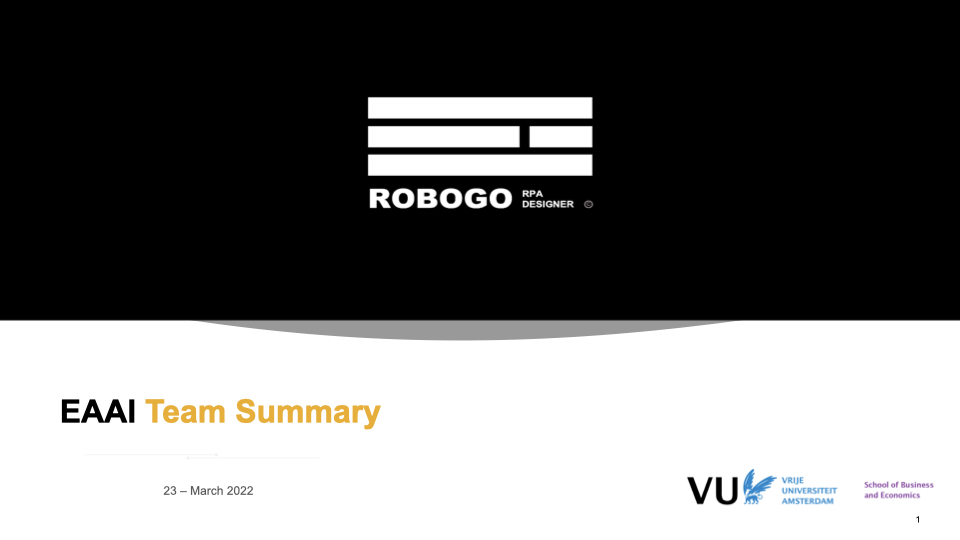 ROBOGO
RPA
DESIGNER
EAAI Team Summary
23 – March 2022
VU
VRIJE
UNIVERSITEIT
AMSTERDAM
School of Business
and Economics
1